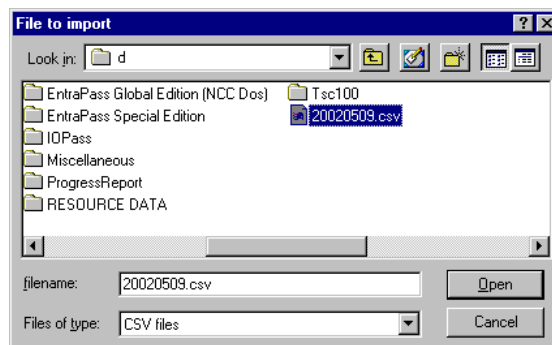 File to import
Look in: d
EntraPass Global Edition (NCC Dos)
EntraPass Special Edition
IOPass
Miscellaneous
ProgressReport
RESOURCE DATA
Tsc100
20020509.csv
filename: 20020509.csv
Open
Files of type: CSV files
Cancel